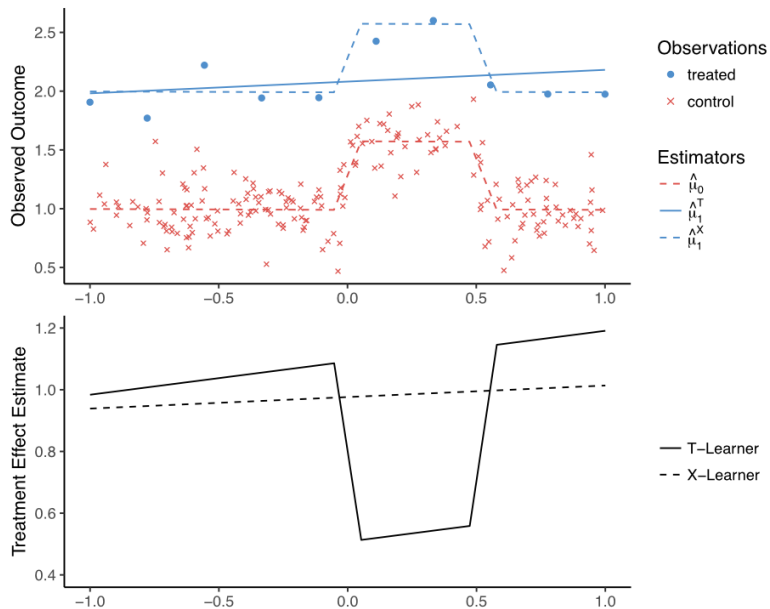 Observed Outcome
2.5
2.0
1.5
1.0
0.5
−1.0 −0.5 0.0 0.5 1.0
Observations
treated
control
Estimators
μ̂₀
μ̂₁ᵀ
μ̂₁ˣ
Treatment Effect Estimate
1.2
1.0
0.8
0.6
0.4
−1.0 −0.5 0.0 0.5 1.0
T−Learner
X−Learner